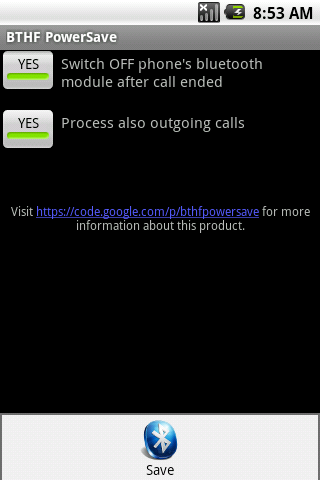 8:53 AM
BTHF PowerSave
YES
Switch OFF phone's bluetooth
module after call ended
YES
Process also outgoing calls
Visit https://code.google.com/p/bthfpowersave for more
information about this product.
Save